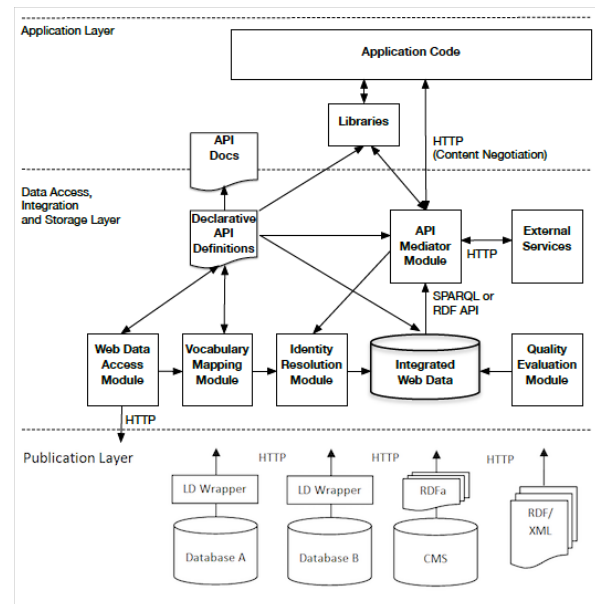 Application Layer
Application Code
Libraries
HTTP
(Content Negotiation)
API
Docs
Data Access,
Integration
and Storage Layer
Declarative
API
Definitions
API
Mediator
Module
HTTP
External
Services
SPARQL or
RDF API
Web Data
Access
Module
Vocabulary
Mapping
Module
Identity
Resolution
Module
Integrated
Web Data
Quality
Evaluation
Module
HTTP
Publication Layer
HTTP
HTTP
HTTP
LD Wrapper
LD Wrapper
RDFa
RDF/
XML
Database A
Database B
CMS